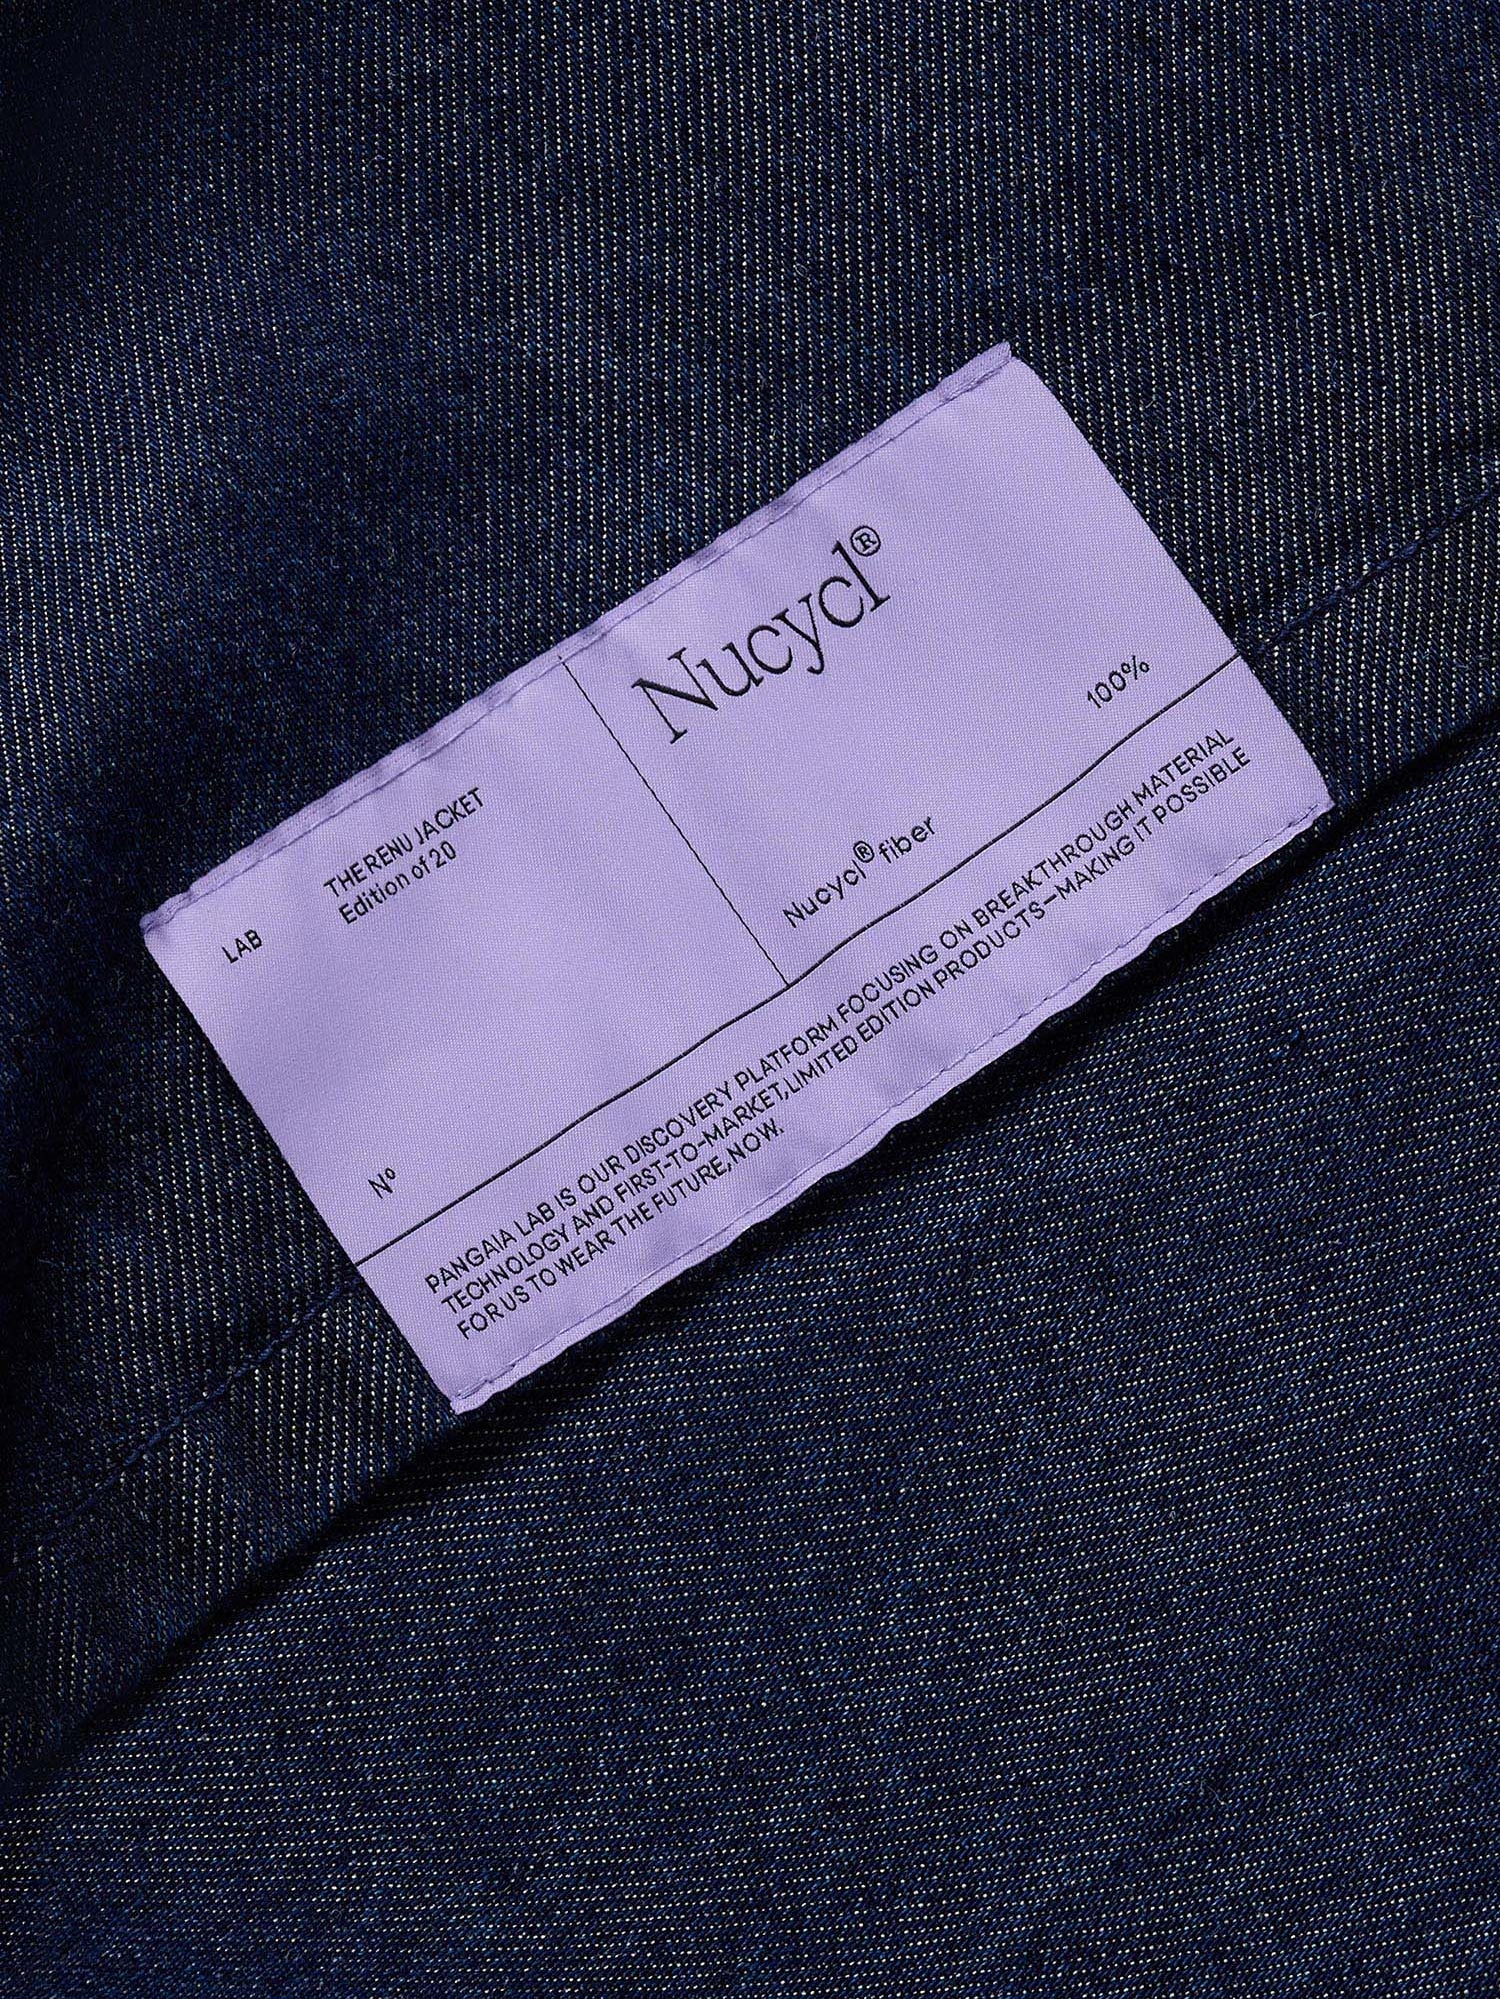 LAB
THE RENU JACKET
Edition of 20
Nº
Nucycl®
Nucycl® fiber
100%
PANGAIA LAB IS OUR DISCOVERY PLATFORM FOCUSING ON BREAKTHROUGH MATERIAL
TECHNOLOGY AND FIRST-TO-MARKET, LIMITED EDITION PRODUCTS—MAKING IT POSSIBLE
FOR US TO WEAR THE FUTURE, NOW.